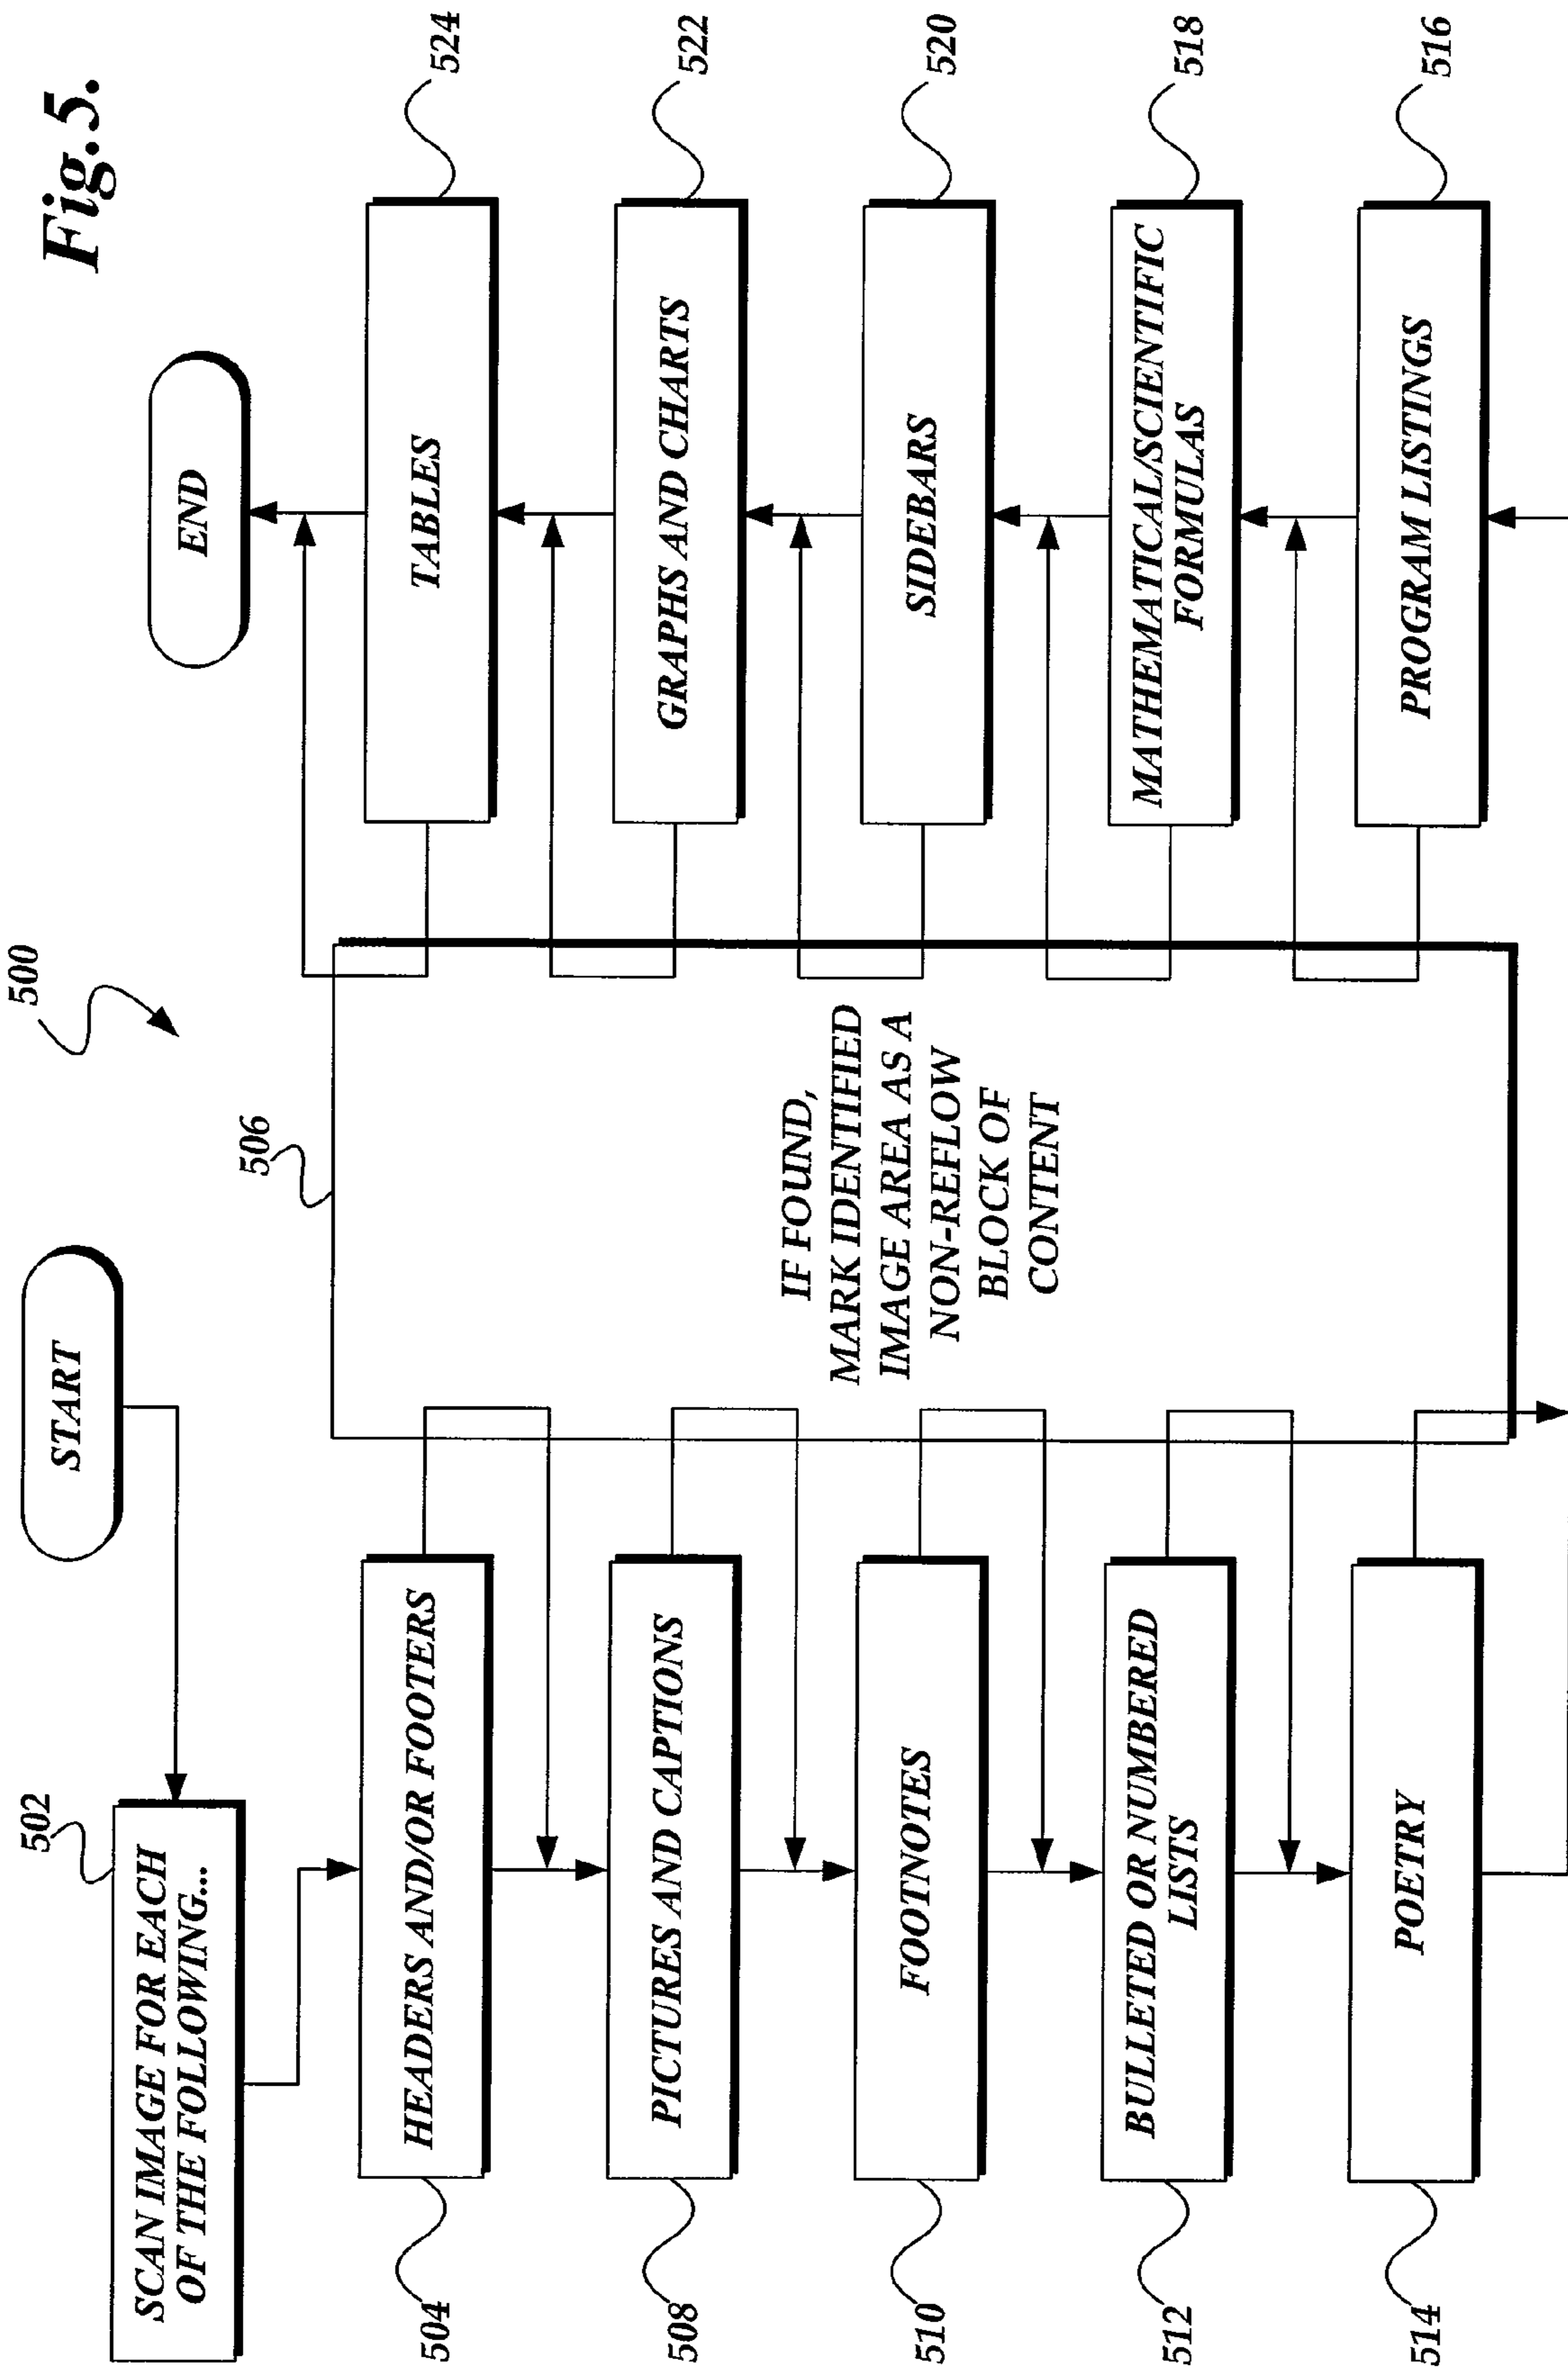 Fig.5.
500
START
502
SCAN IMAGE FOR EACH
OF THE FOLLOWING...
504
HEADERS AND/OR FOOTERS
508
PICTURES AND CAPTIONS
510
FOOTNOTES
512
BULLETED OR NUMBERED
LISTS
514
POETRY
506
IF FOUND,
MARK IDENTIFIED
IMAGE AREA AS A
NON-REFLOW
BLOCK OF
CONTENT
END
TABLES
524
GRAPHS AND CHARTS
522
SIDEBARS
520
MATHEMATICAL/SCIENTIFIC
FORMULAS
518
PROGRAM LISTINGS
516